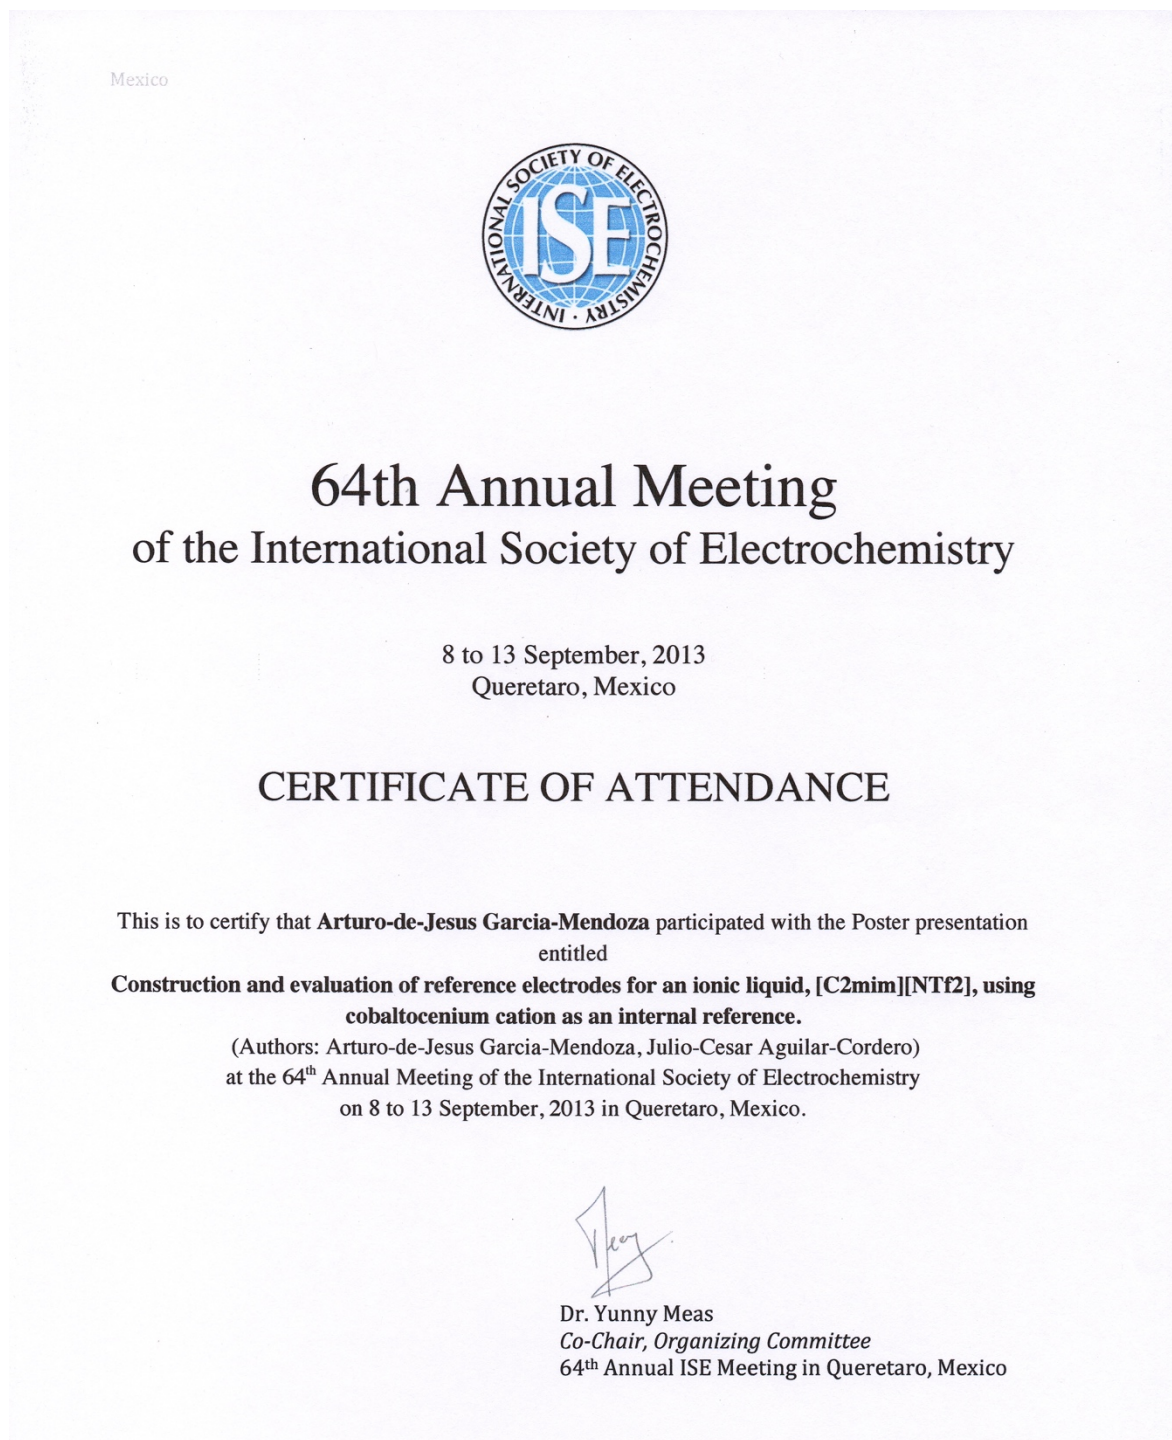 Mexico
INTERNATIONAL SOCIETY OF ELECTROCHEMISTRY ·
ISE
64th Annual Meeting
of the International Society of Electrochemistry
8 to 13 September, 2013
Queretaro, Mexico
CERTIFICATE OF ATTENDANCE
This is to certify that Arturo-de-Jesus Garcia-Mendoza participated with the Poster presentation
entitled
Construction and evaluation of reference electrodes for an ionic liquid, [C2mim][NTf2], using
cobaltocenium cation as an internal reference.
(Authors: Arturo-de-Jesus Garcia-Mendoza, Julio-Cesar Aguilar-Cordero)
at the 64th Annual Meeting of the International Society of Electrochemistry
on 8 to 13 September, 2013 in Queretaro, Mexico.
Dr. Yunny Meas
Co-Chair, Organizing Committee
64th Annual ISE Meeting in Queretaro, Mexico